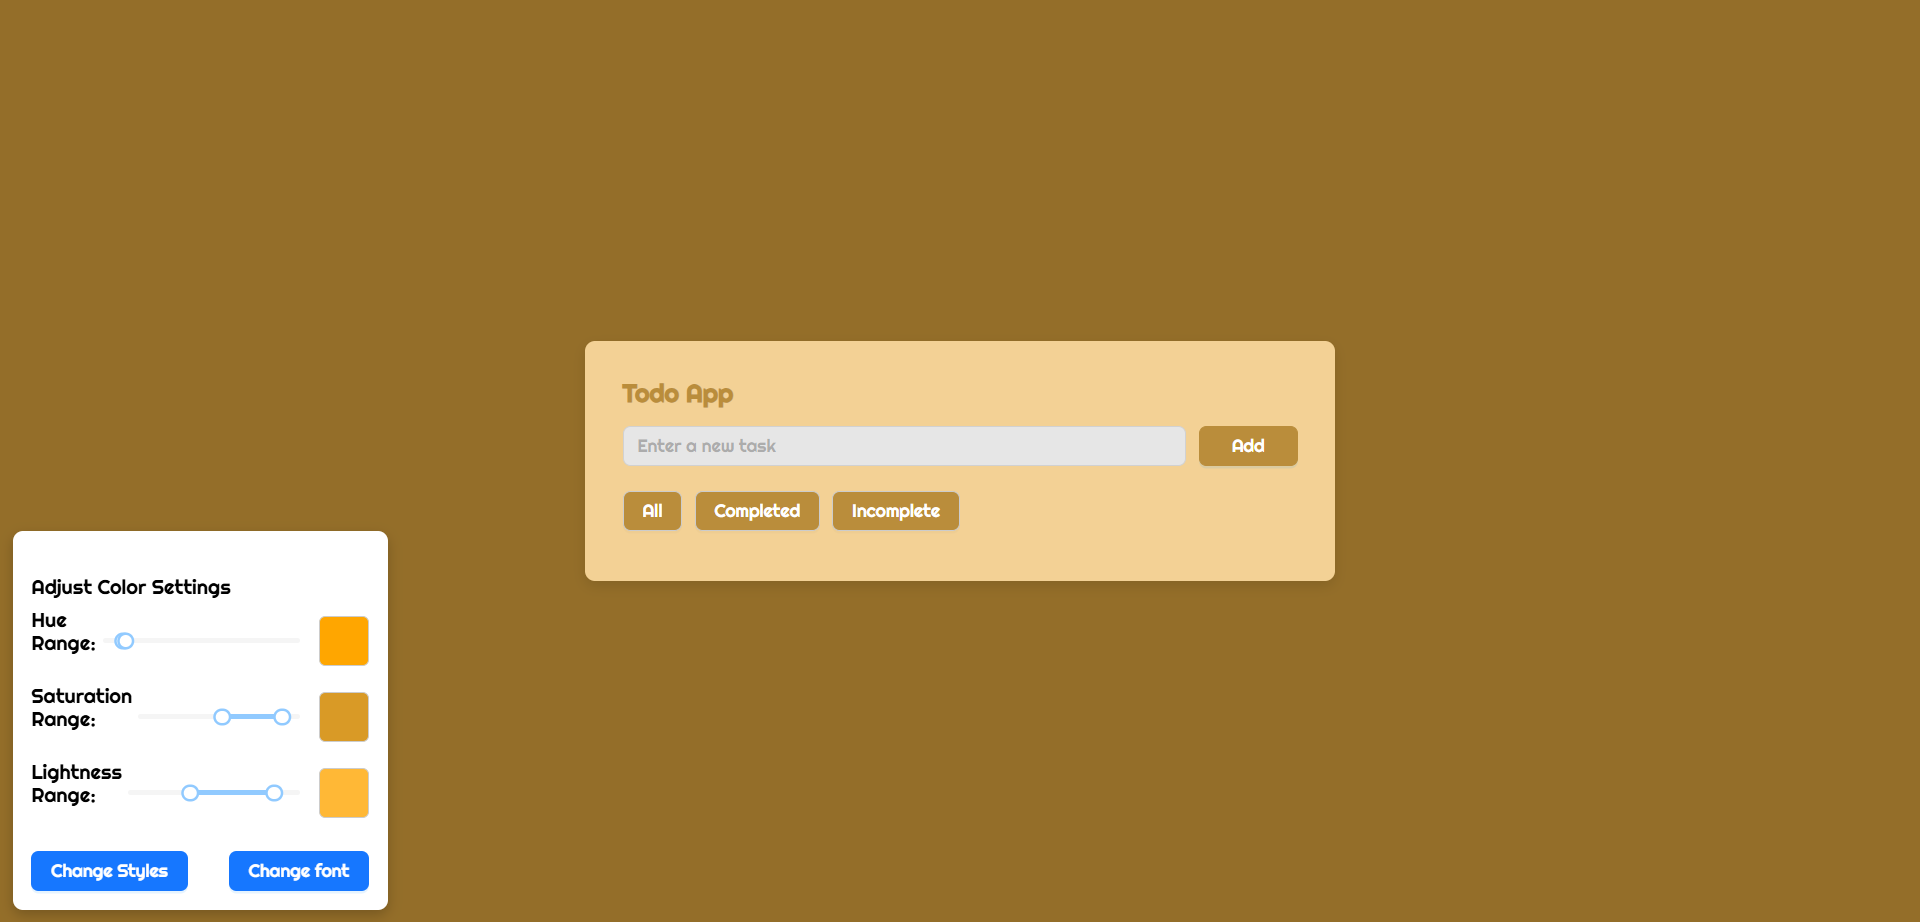 Todo App
Enter a new task
Add
All
Completed
Incomplete
Adjust Color Settings
Hue
Range:
Saturation
Range:
Lightness
Range:
Change Styles
Change font